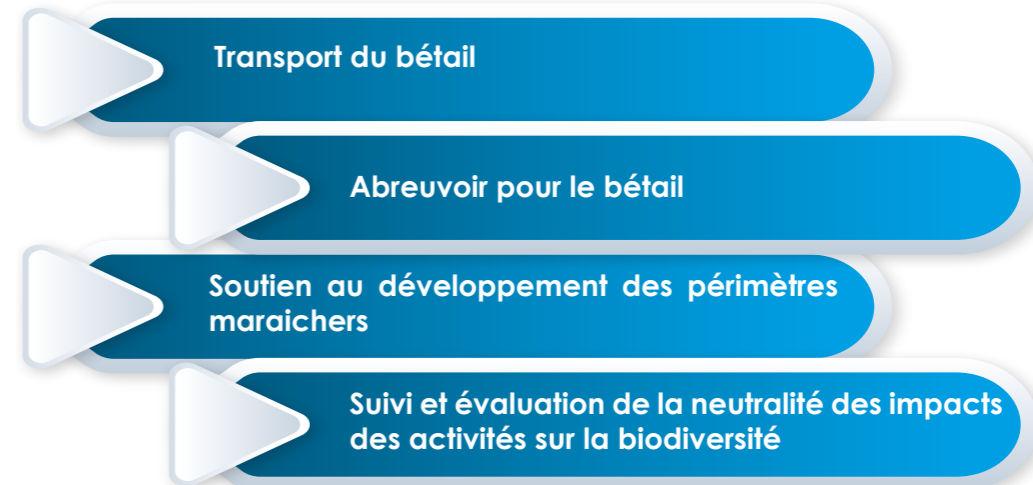 Transport du bétail
Abreuvoir pour le bétail
Soutien au développement des périmètres
maraichers
Suivi et évaluation de la neutralité des impacts
des activités sur la biodiversité